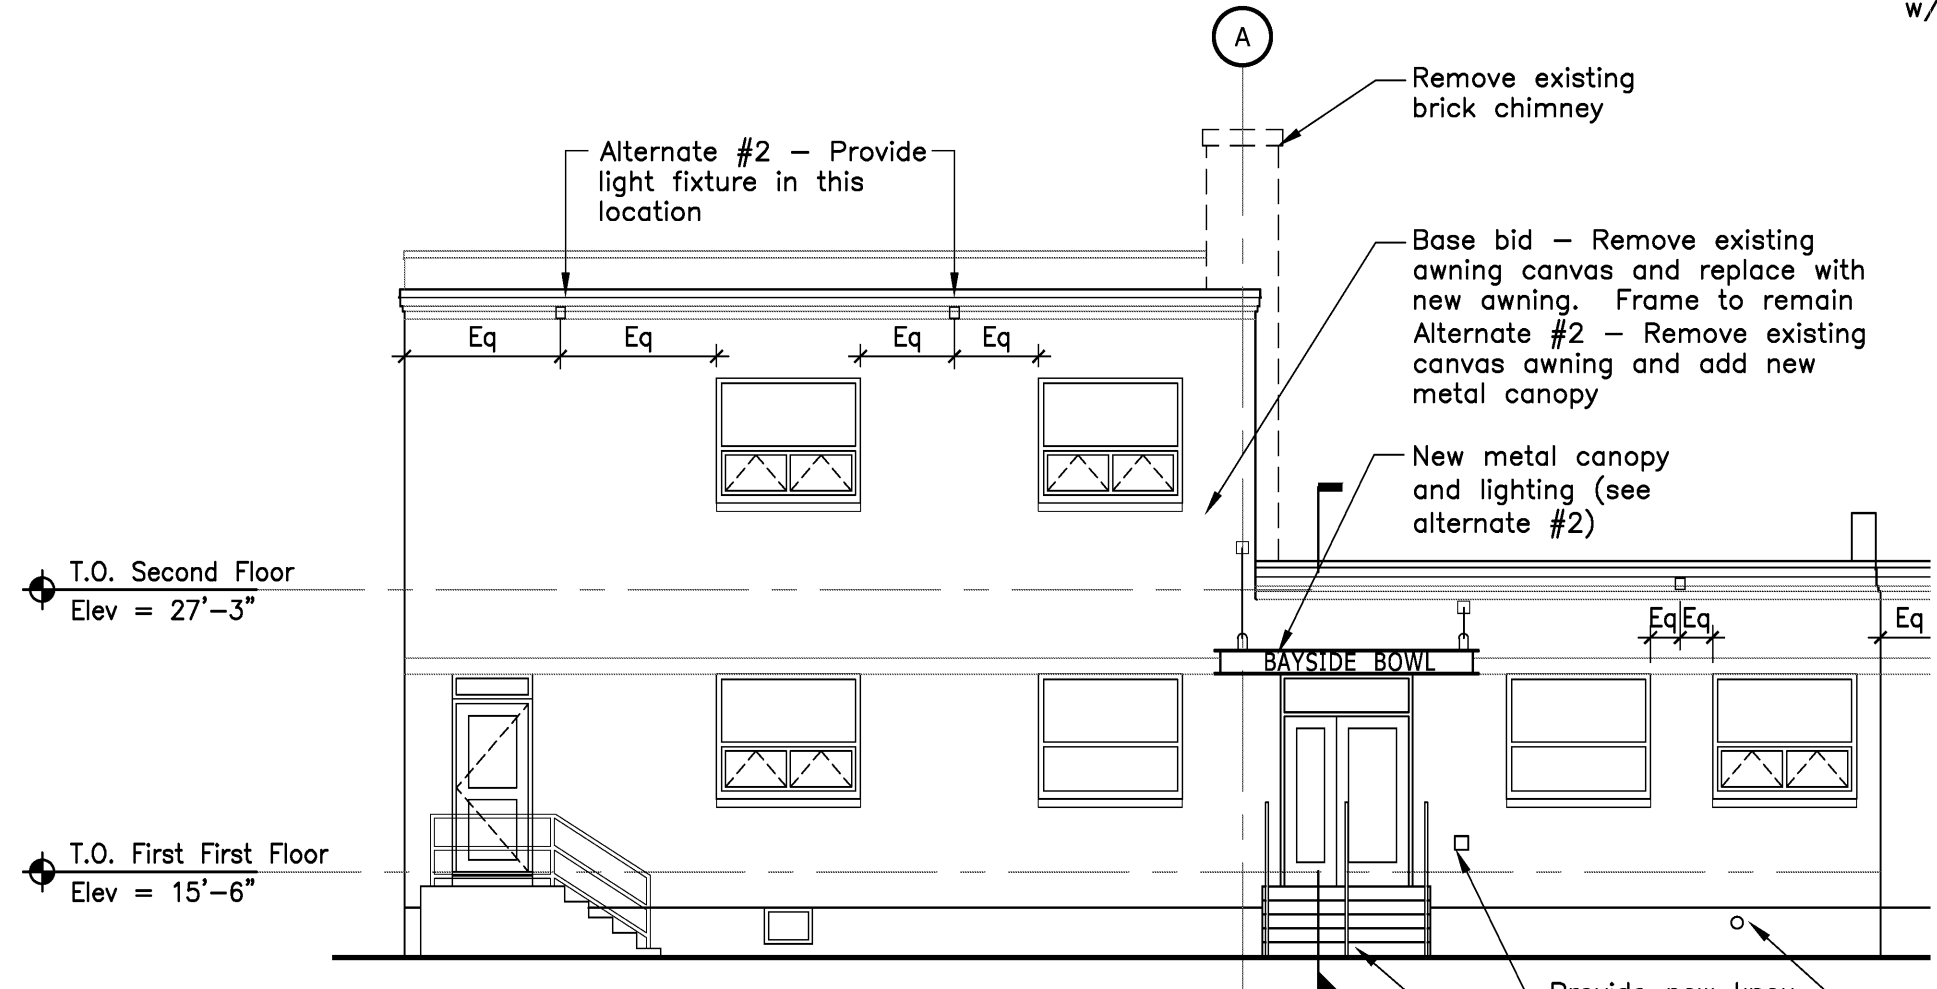 w/
A
Remove existing
brick chimney
Alternate #2 – Provide
light fixture in this
location
Base bid – Remove existing
awning canvas and replace with
new awning. Frame to remain
Alternate #2 – Remove existing
canvas awning and add new
metal canopy
Eq
Eq
Eq
Eq
New metal canopy
and lighting (see
alternate #2)
T.O. Second Floor
Elev = 27'–3"
Eq
Eq
Eq
BAYSIDE BOWL
T.O. First First Floor
Elev = 15'–6"
Provide new knox